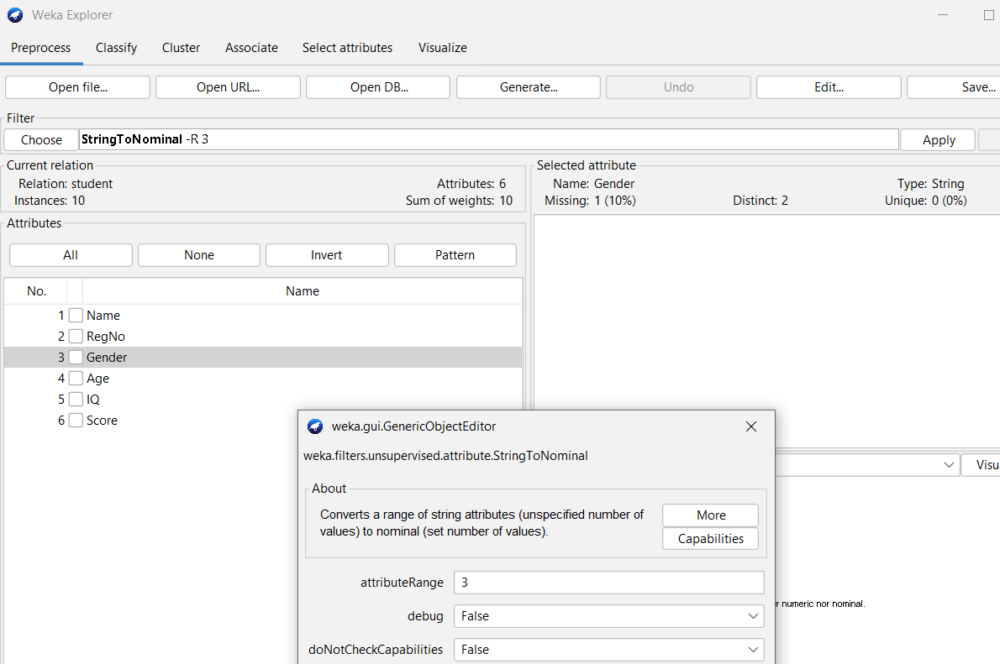 Weka Explorer
Preprocess Classify Cluster Associate Select attributes Visualize
Open file... Open URL... Open DB... Generate... Undo Edit... Save...
Filter
Choose StringToNominal -R 3 Apply
Current relation
Relation: student Attributes: 6
Instances: 10 Sum of weights: 10
Selected attribute
Name: Gender Type: String
Missing: 1 (10%) Distinct: 2 Unique: 0 (0%)
Attributes
All None Invert Pattern
No. Name
1 Name
2 RegNo
3 Gender
4 Age
5 IQ
6 Score
weka.gui.GenericObjectEditor
weka.filters.unsupervised.attribute.StringToNominal
About
Converts a range of string attributes (unspecified number of
values) to nominal (set number of values).
More
Capabilities
attributeRange 3
debug False
doNotCheckCapabilities False
numeric nor nominal.